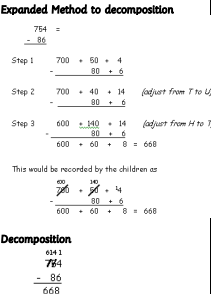 Expanded Method to decomposition
754 =
- 86
Step 1 700 + 50 + 4
- 80 + 6
Step 2 700 + 40 + 14 (adjust from T to U)
- 80 + 6
Step 3 600 + 140 + 14 (adjust from H to T)
- 80 + 6
600 + 60 + 8 = 668
This would be recorded by the children as
600 140
700 + 50 + 14
- 80 + 6
600 + 60 + 8 = 668
Decomposition
614 1
754
- 86
668